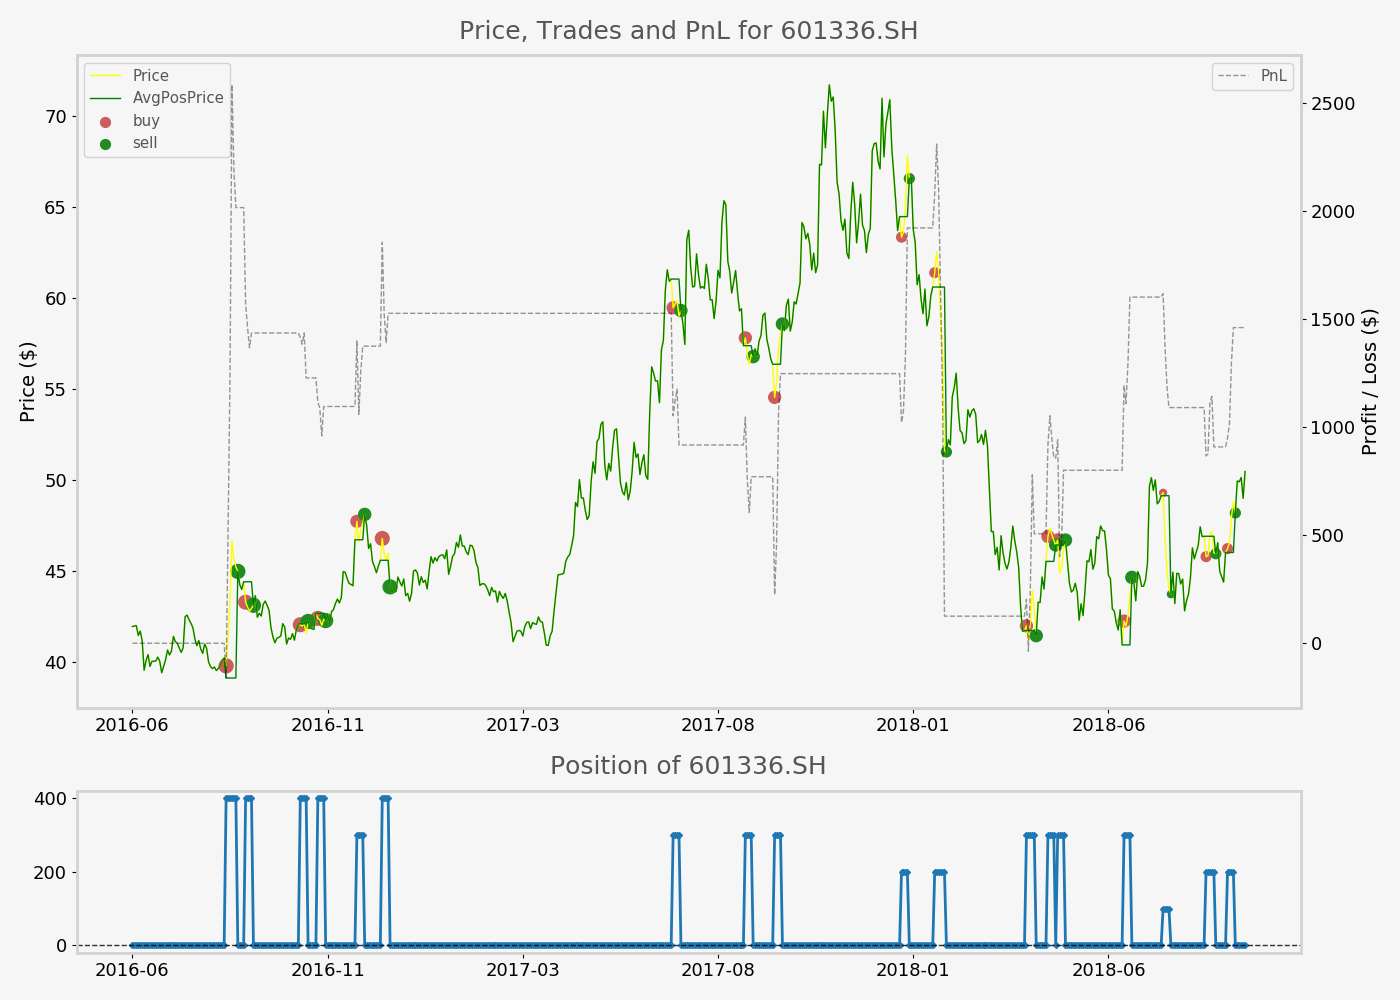 Price, Trades and PnL for 601336.SH
Price
AvgPosPrice
buy
sell
PnL
70
65
60
55
50
45
40
Price ($)
2500
2000
1500
1000
500
0
Profit / Loss ($)
2016-06 2016-11 2017-03 2017-08 2018-01 2018-06
Position of 601336.SH
400
200
0
2016-06 2016-11 2017-03 2017-08 2018-01 2018-06